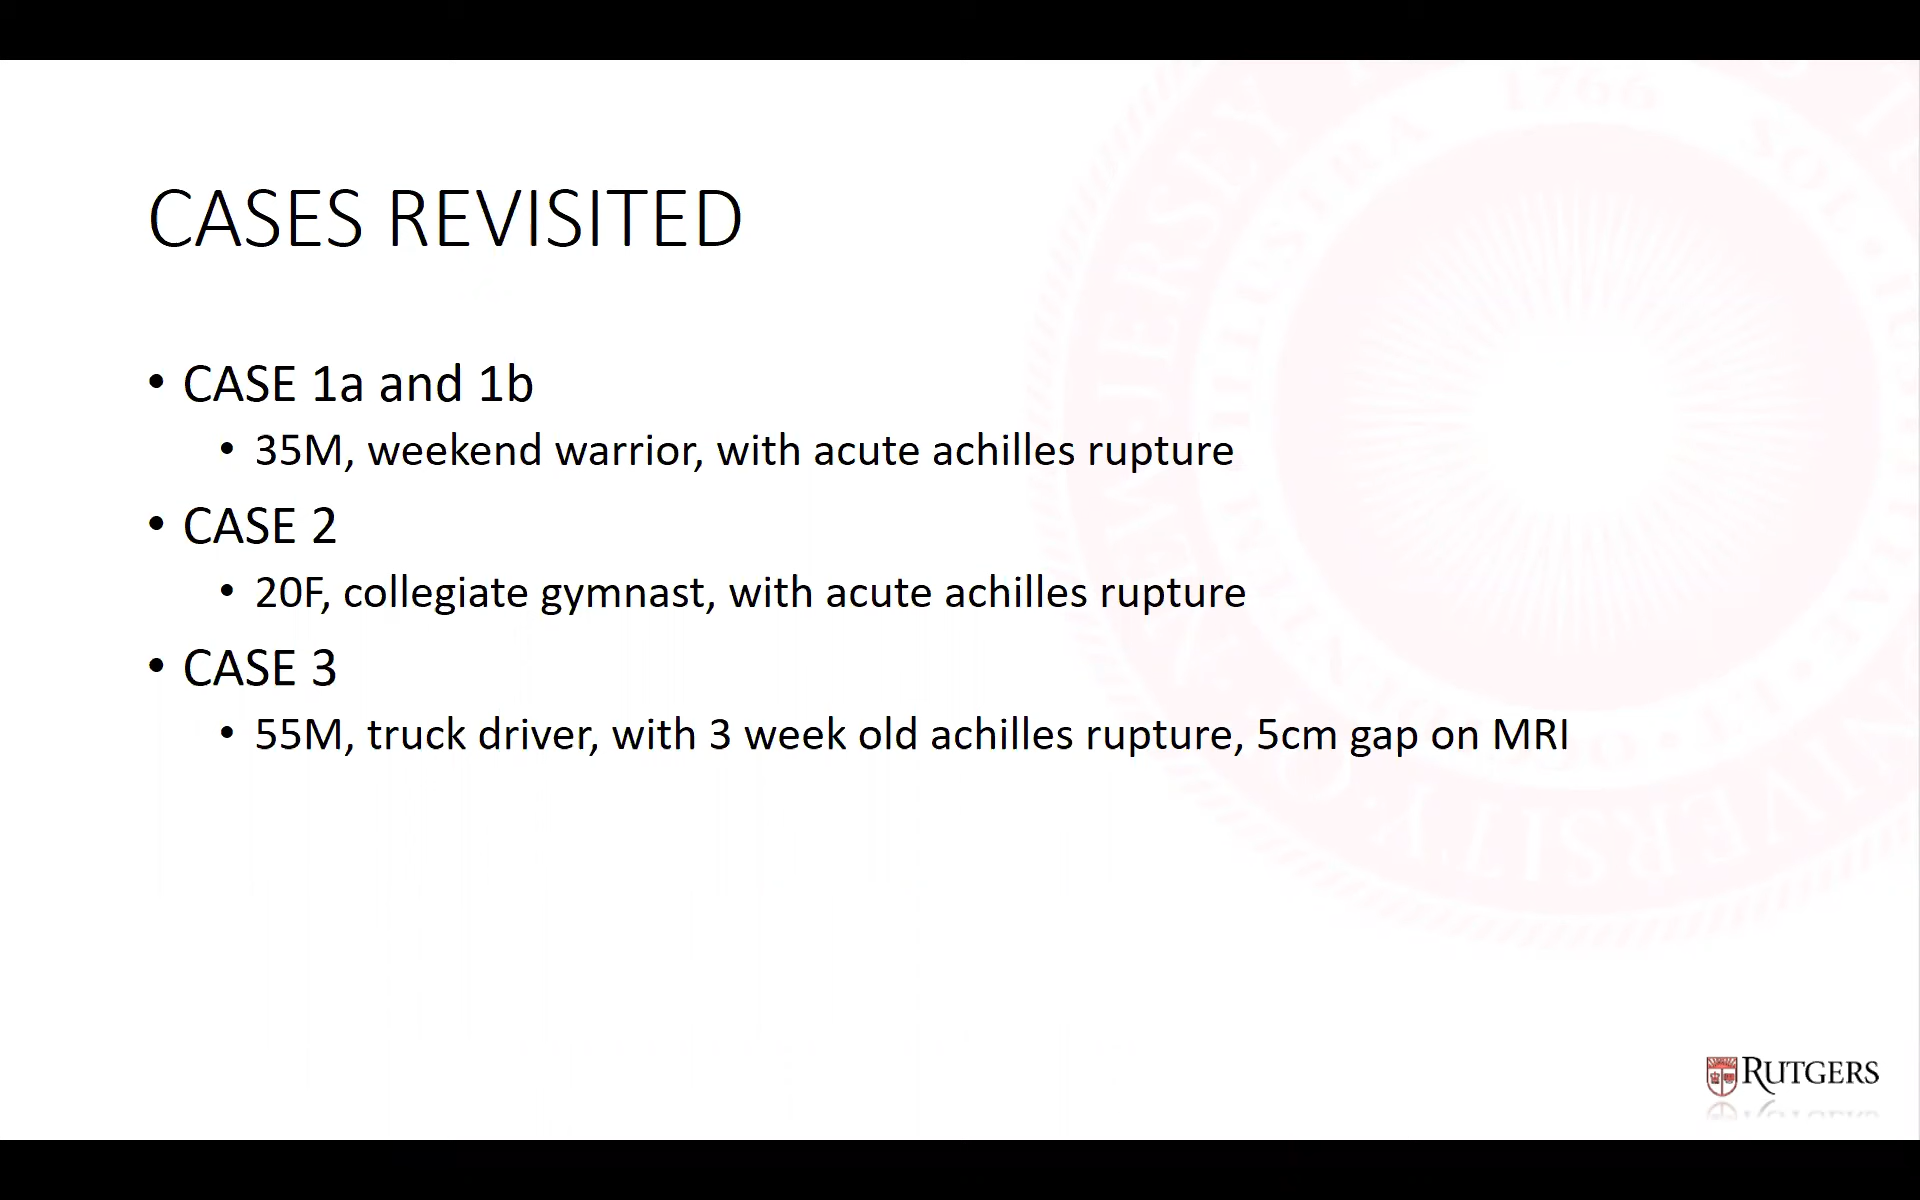 CASES REVISITED
• CASE 1a and 1b
• 35M, weekend warrior, with acute achilles rupture
• CASE 2
• 20F, collegiate gymnast, with acute achilles rupture
• CASE 3
• 55M, truck driver, with 3 week old achilles rupture, 5cm gap on MRI
1766
JERSEY
RUTGERS